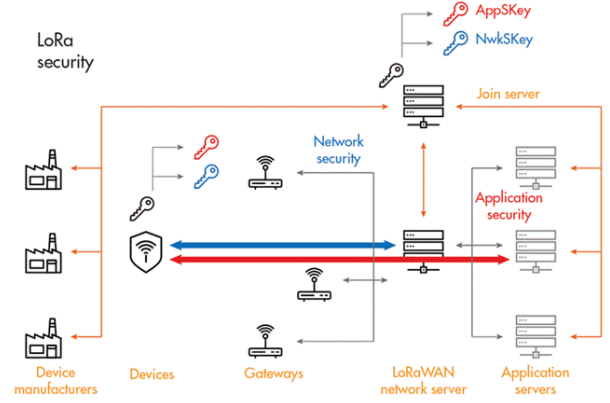 LoRa
security
AppSKey
NwkSKey
Join server
Network
security
Application
security
Device
manufacturers
Devices
Gateways
LoRaWAN
network server
Application
servers